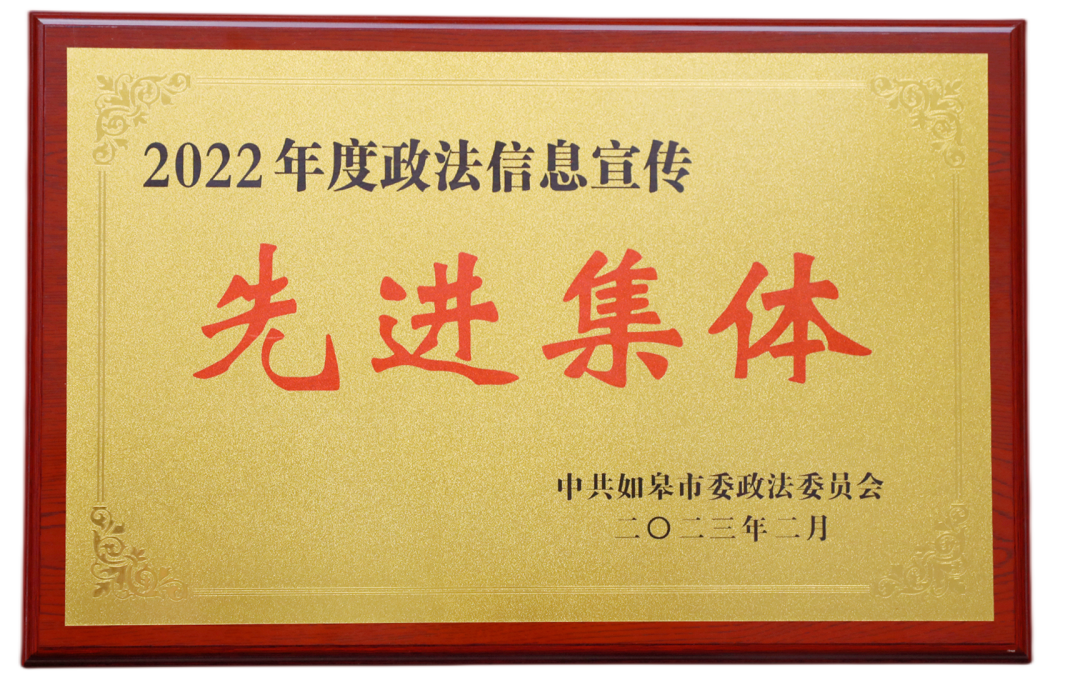 2022年度政法信息宣传
先进集体
中共如皋市委政法委员会
二〇二三年二月